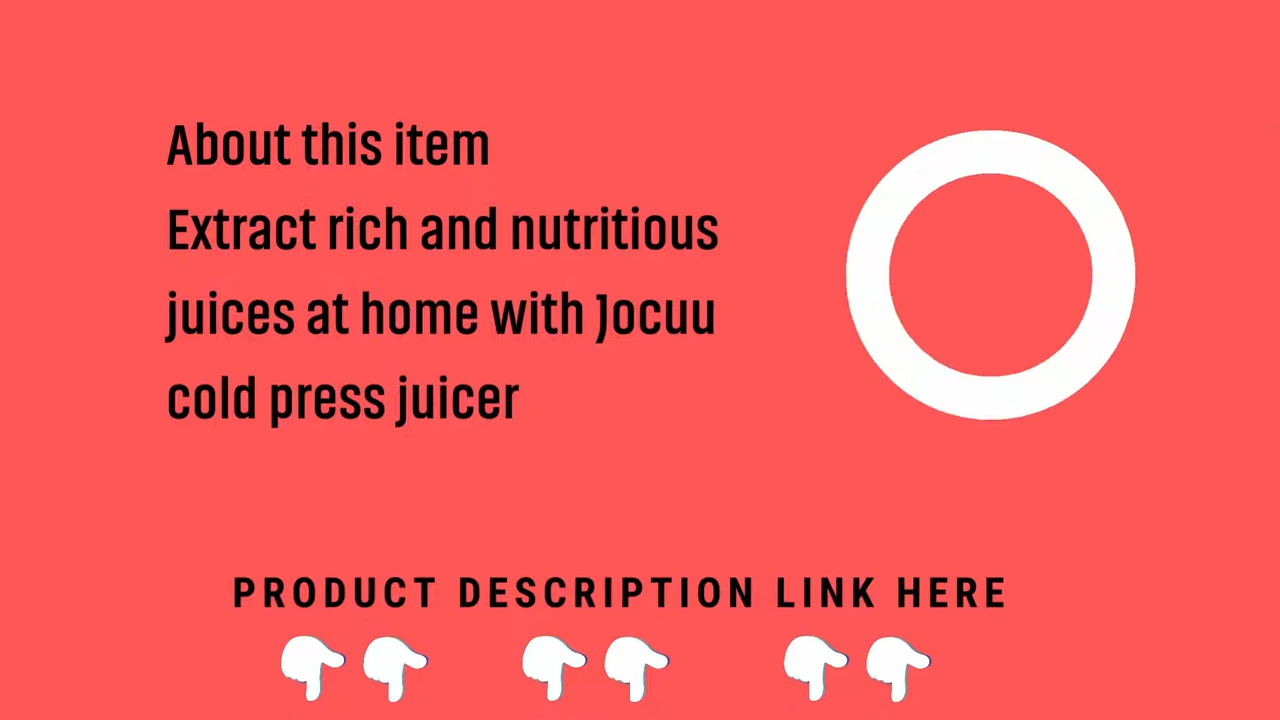 About this item
Extract rich and nutritious
juices at home with Jocuu
cold press juicer
PRODUCT DESCRIPTION LINK HERE